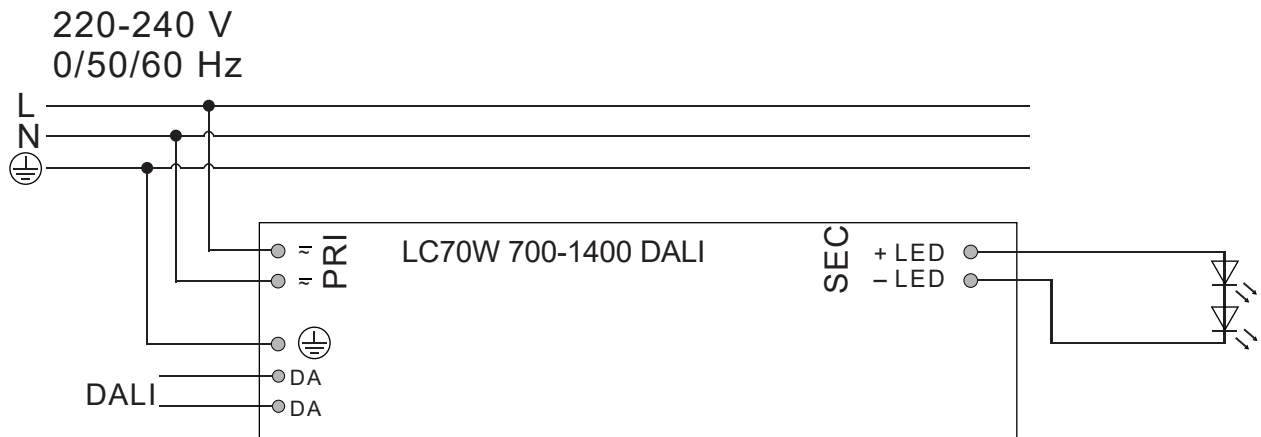 220-240 V
0/50/60 Hz
L
N
PRI
LC70W 700-1400 DALI
SEC
+ LED
– LED
DALI
DA
DA